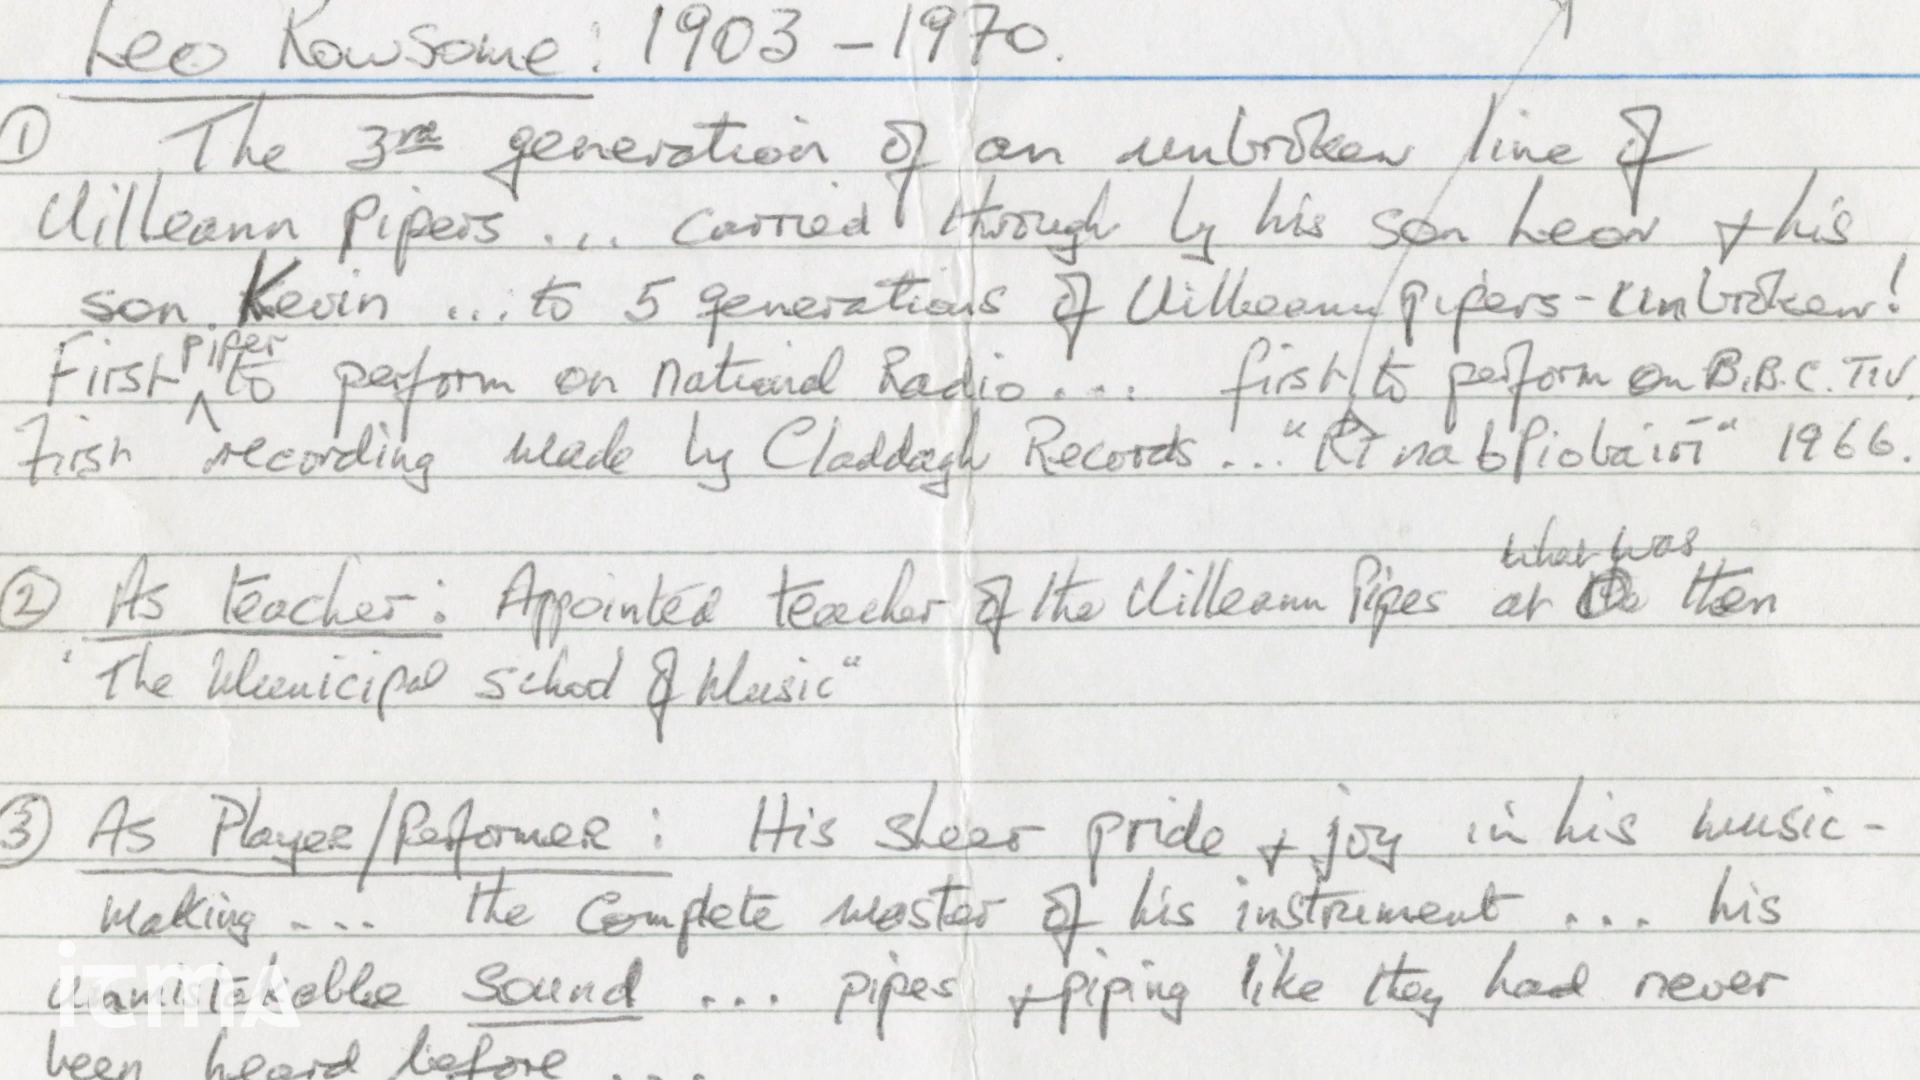 Leo Rowsome: 1903 - 1970.
① The 3rd generation of an unbroken line of
Uilleann Pipers ... carried through by his son Leon & his
son Kevin ... to 5 generations of Uilleann pipers - unbroken!
First piper to perform on National Radio ... first to perform on B.B.C. T.V.
First recording made by Claddagh Records ... "Rí na bPíobairí" 1966.
② As teacher: Appointed teacher of the Uilleann Pipes at what was then
'The Municipal School of Music"
③ As Player/Performer: His sheer pride & joy in his music-
making ... the complete master of his instrument ... his
unmistakable sound ... pipes & piping like they had never
been heard before ....
itma